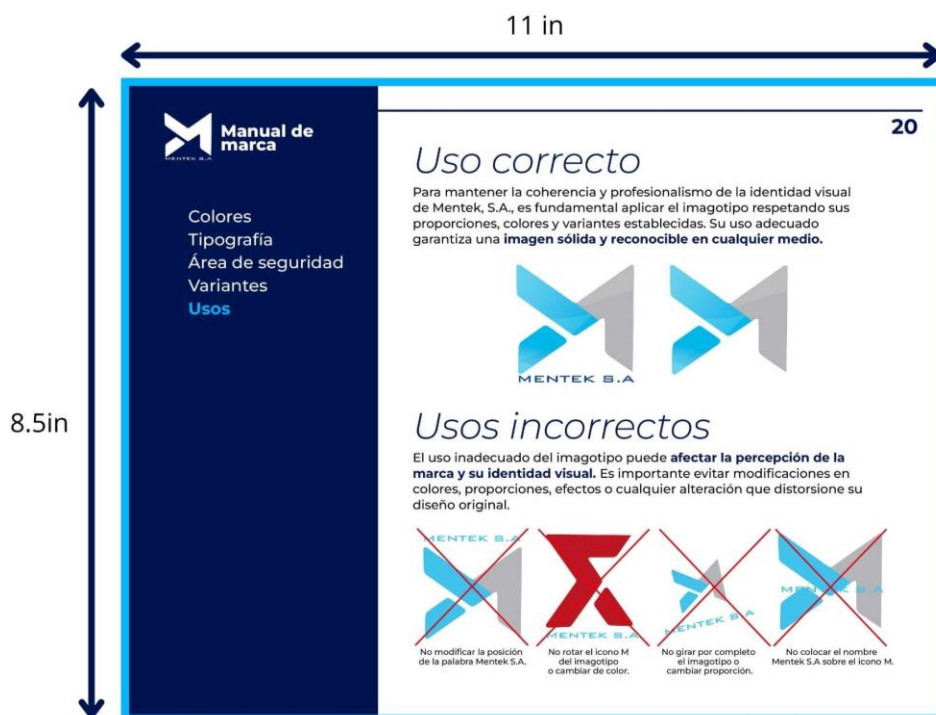 11 in
8.5in
Manual de
marca
MENTEK S.A
Colores
Tipografía
Área de seguridad
Variantes
Usos
20
Uso correcto
Para mantener la coherencia y profesionalismo de la identidad visual
de Mentek, S.A., es fundamental aplicar el imagotipo respetando sus
proporciones, colores y variantes establecidas. Su uso adecuado
garantiza una imagen sólida y reconocible en cualquier medio.
MENTEK S.A
Usos incorrectos
El uso inadecuado del imagotipo puede afectar la percepción de la
marca y su identidad visual. Es importante evitar modificaciones en
colores, proporciones, efectos o cualquier alteración que distorsione su
diseño original.
MENTEK S.A
No modificar la posición
de la palabra Mentek S.A.
MENTEK S.A
No rotar el icono M
del imagotipo
o cambiar de color.
MENTEK S.A
No girar por completo
el imagotipo o
cambiar proporción.
MENTEK S.A
No colocar el nombre
Mentek S.A sobre el icono M.